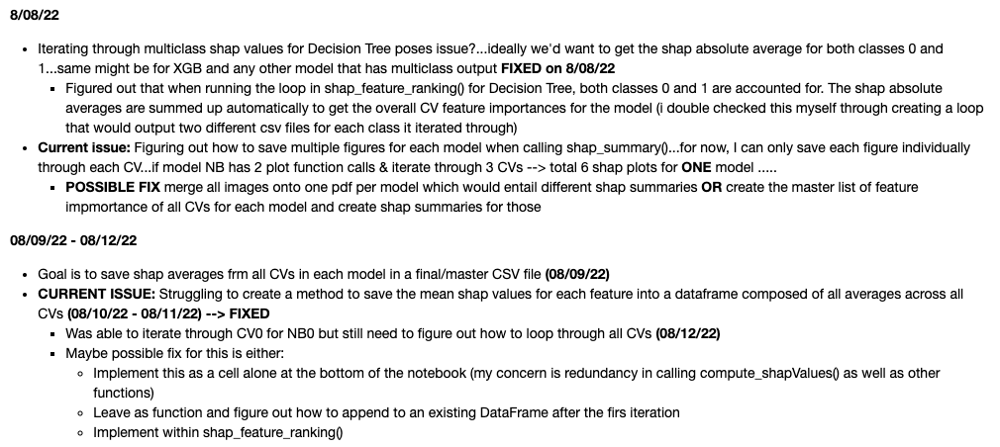 8/08/22
• Iterating through multiclass shap values for Decision Tree poses issue?...ideally we'd want to get the shap absolute average for both classes 0 and
1...same might be for XGB and any other model that has multiclass output FIXED on 8/08/22
▪ Figured out that when running the loop in shap_feature_ranking() for Decision Tree, both classes 0 and 1 are accounted for. The shap absolute
averages are summed up automatically to get the overall CV feature importances for the model (i double checked this myself through creating a loop
that would output two different csv files for each class it iterated through)
• Current issue: Figuring out how to save multiple figures for each model when calling shap_summary()...for now, I can only save each figure individually
through each CV...if model NB has 2 plot function calls & iterate through 3 CVs --> total 6 shap plots for ONE model .....
▪ POSSIBLE FIX merge all images onto one pdf per model which would entail different shap summaries OR create the master list of feature
impmortance of all CVs for each model and create shap summaries for those
08/09/22 - 08/12/22
• Goal is to save shap averages frm all CVs in each model in a final/master CSV file (08/09/22)
• CURRENT ISSUE: Struggling to create a method to save the mean shap values for each feature into a dataframe composed of all averages across all
CVs (08/10/22 - 08/11/22) --> FIXED
▪ Was able to iterate through CV0 for NB0 but still need to figure out how to loop through all CVs (08/12/22)
▪ Maybe possible fix for this is either:
◦ Implement this as a cell alone at the bottom of the notebook (my concern is redundancy in calling compute_shapValues() as well as other
functions)
◦ Leave as function and figure out how to append to an existing DataFrame after the firs iteration
◦ Implement within shap_feature_ranking()